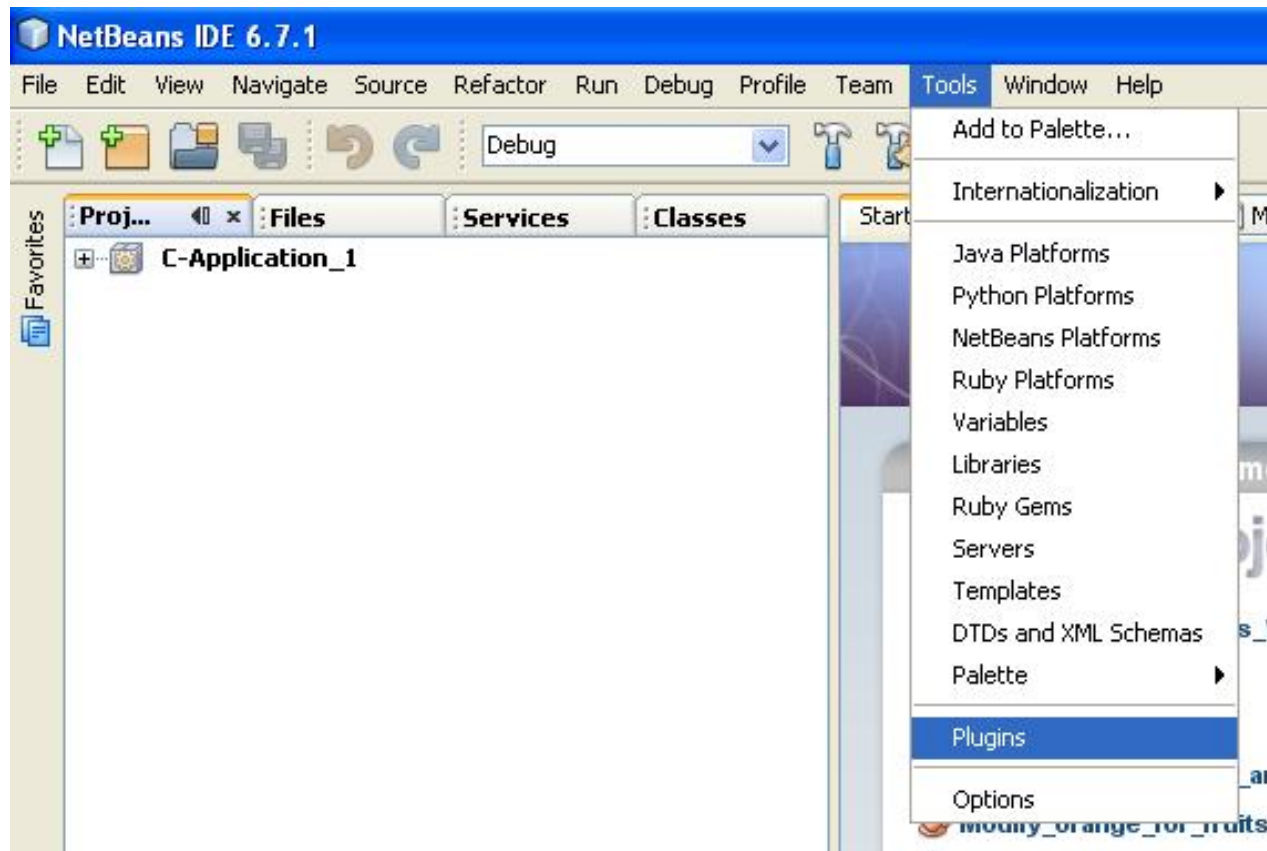 NetBeans IDE 6.7.1
File Edit View Navigate Source Refactor Run Debug Profile Team Tools Window Help
Debug
Favorites
Proj... Files Services Classes
Start
M
C-Application_1
Add to Palette...
Internationalization
Java Platforms
Python Platforms
NetBeans Platforms
Ruby Platforms
Variables
Libraries
Ruby Gems
Servers
Templates
DTDs and XML Schemas
Palette
Plugins
Options
Modify_orange_for_fruits